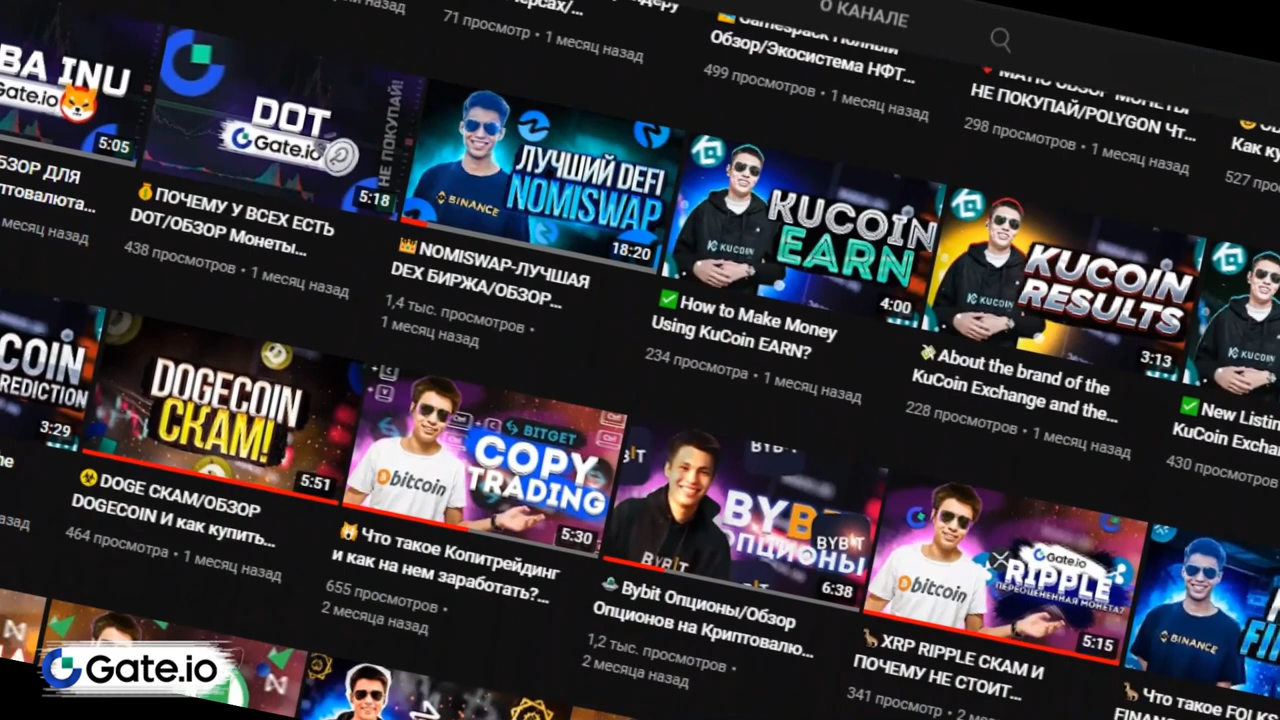 О КАНАЛЕ
71 просмотр • 1 месяц назад
Обзор/Экосистема НФТ...
499 просмотров • 1 месяц назад
НЕ ПОКУПАЙ/POLYGON Чт...
298 просмотров • 1 месяц назад
BA INU
Gate.io
5:05
DOT
Gate.io
НЕ ПОКУПАЙ!
5:18
ЛУЧШИЙ DEFI
NOMISWAP
BINANCE
18:20
KUCOIN
EARN
KUCOIN
4:00
KUCOIN
RESULTS
KUCOIN
3:13
KUCOIN
БЗОР ДЛЯ
птовалюта...
месяц назад
ПОЧЕМУ У ВСЕХ ЕСТЬ
DOT/ОБЗОР Монеты...
438 просмотров • 1 месяц назад
NOMISWAP-ЛУЧШАЯ
DEX БИРЖА/ОБЗОР...
1,4 тыс. просмотров •
1 месяц назад
How to Make Money
Using KuCoin EARN?
234 просмотра • 1 месяц назад
About the brand of the
KuCoin Exchange and the...
228 просмотров • 1 месяц назад
New Listin
KuCoin Exchan
430 просмотров
COIN
REDICTION
3:29
DOGECOIN
СКАМ!
5:51
BITGET
COPY
TRADING
Ctrl
bitcoin
5:30
BYBIT
ОПЦИОНЫ
BYBIT
6:38
Gate.io
RIPPLE
ПЕРЕОЦЕНЕННАЯ МОНЕТА?
bitcoin
5:15
BINANCE
DOGE СКАМ/ОБЗОР
DOGECOIN И как купить...
464 просмотра • 1 месяц назад
Что такое Копитрейдинг
и как на нем заработать?...
655 просмотров •
2 месяца назад
Bybit Опционы/Обзор
Опционов на Криптовалю...
1,2 тыс. просмотров •
2 месяца назад
XRP RIPPLE СКАМ И
ПОЧЕМУ НЕ СТОИТ...
341 просмотр •
Что такое FOLKS
Gate.io